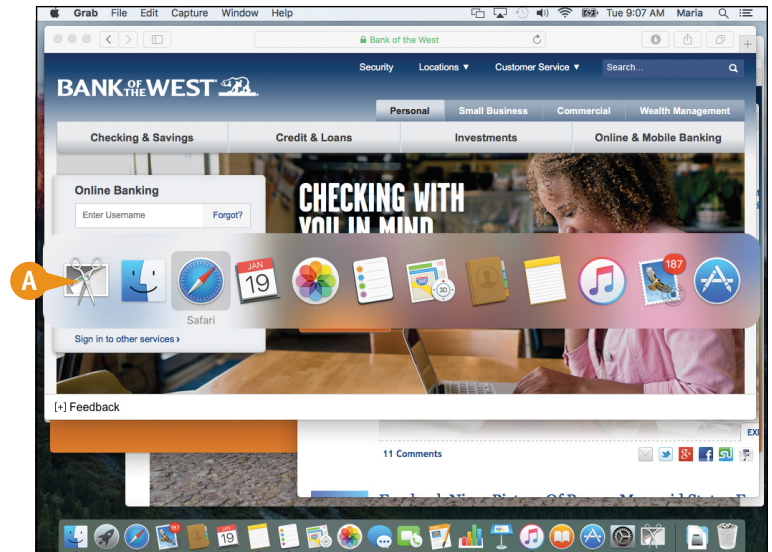 Grab File Edit Capture Window Help Tue 9:07 AM Maria
Bank of the West
Security Locations ▼ Customer Service ▼ Search...
BANK OF THE WEST
Personal Small Business Commercial Wealth Management
Checking & Savings Credit & Loans Investments Online & Mobile Banking
Online Banking
Enter Username Forgot?
CHECKING WITH
YOU IN MIND
A
JAN
19
3D
187
Safari
Sign in to other services ›
[+] Feedback
EX
11 Comments
187
19